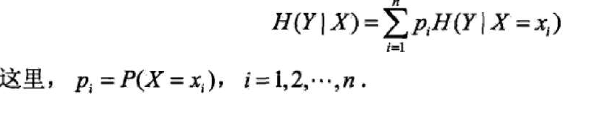 H(Y|X)=∑_{i=1}^{n} p_i H(Y|X=x_i)
这里，p_i=P(X=x_i)，i=1,2,⋯,n.